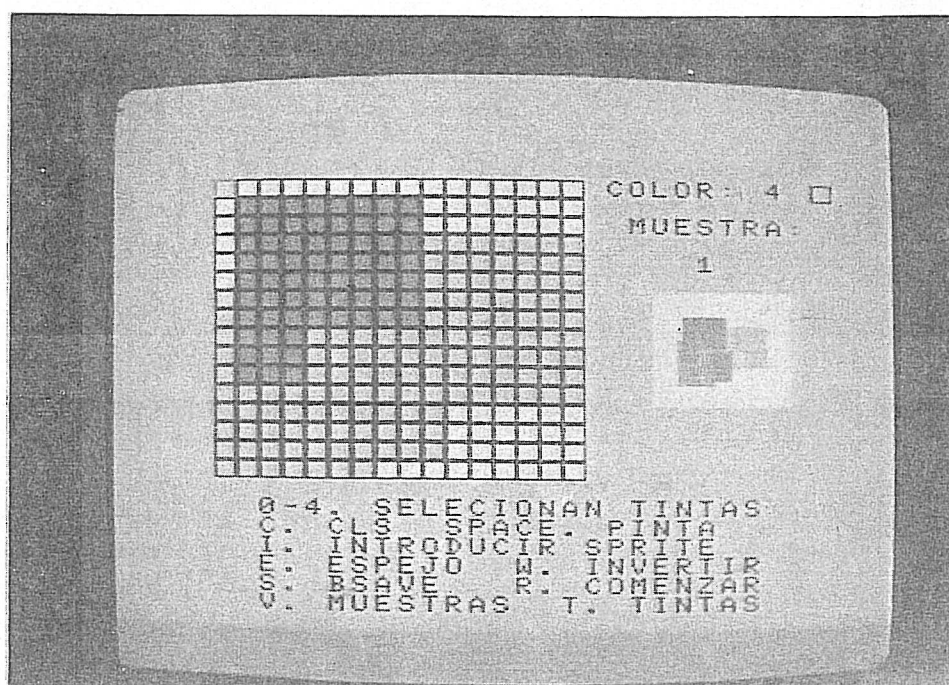 COLOR: 4
MUESTRA:
1
0-4. SELECIONAN TINTAS
C. CLS SPACE. PINTA
I. INTRODUCIR SPRITE
E. ESPEJO W. INVERTIR
S. BSAVE R. COMENZAR
V. MUESTRAS T. TINTAS